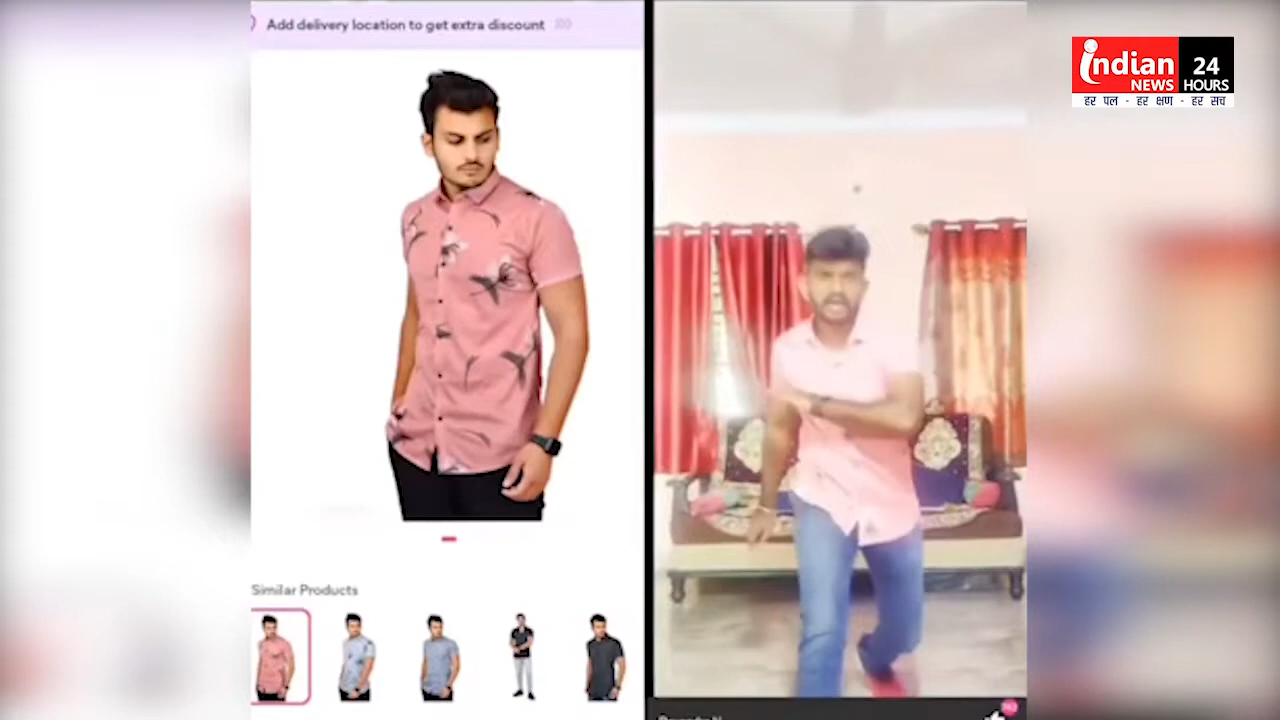 Add delivery location to get extra discount
indian
NEWS
24
HOURS
हर पल - हर क्षण - हर सच
Similar Products